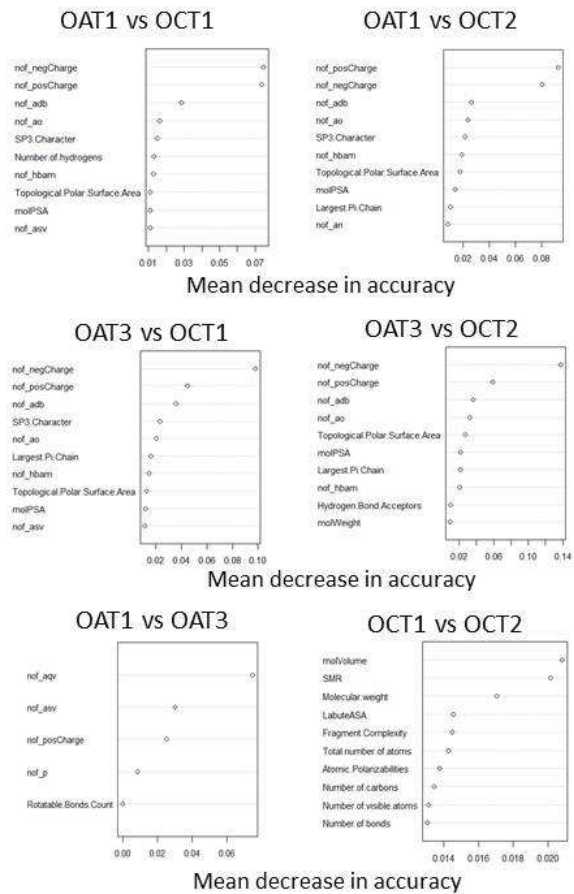 OAT1 vs OCT1
nof_negCharge
nof_posCharge
nof_adb
nof_ao
SP3.Character
Number.of.hydrogens
nof_hbam
Topological.Polar.Surface.Area
molPSA
nof_asv
0.01 0.03 0.05 0.07
OAT1 vs OCT2
nof_posCharge
nof_negCharge
nof_adb
nof_ao
SP3.Character
nof_hbam
Topological.Polar.Surface.Area
molPSA
Largest.Pi.Chain
nof_an
0.02 0.04 0.06 0.08
Mean decrease in accuracy
OAT3 vs OCT1
nof_negCharge
nof_posCharge
nof_adb
SP3.Character
nof_ao
Largest.Pi.Chain
nof_hbam
Topological.Polar.Surface.Area
molPSA
nof_asv
0.02 0.04 0.06 0.08 0.10
OAT3 vs OCT2
nof_negCharge
nof_posCharge
nof_adb
nof_ao
Topological.Polar.Surface.Area
molPSA
Largest.Pi.Chain
nof_hbam
Hydrogen.Bond.Acceptors
molWeight
0.02 0.06 0.10 0.14
Mean decrease in accuracy
OAT1 vs OAT3
nof_aqv
nof_asv
nof_posCharge
nof_p
Rotatable.Bonds.Count
0.00 0.02 0.04 0.06
OCT1 vs OCT2
molVolume
SMR
Molecular.weight
LabuteASA
Fragment.Complexity
Total.number.of.atoms
Atomic.Polarizabilities
Number.of.carbons
Number.of.visible.atoms
Number.of.bonds
0.014 0.016 0.018 0.020
Mean decrease in accuracy